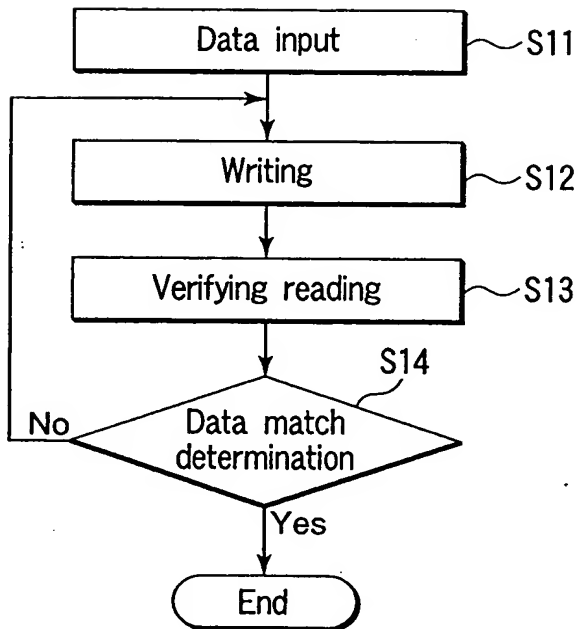 Data input
S11
Writing
S12
Verifying reading
S13
S14
No
Data match
determination
Yes
End